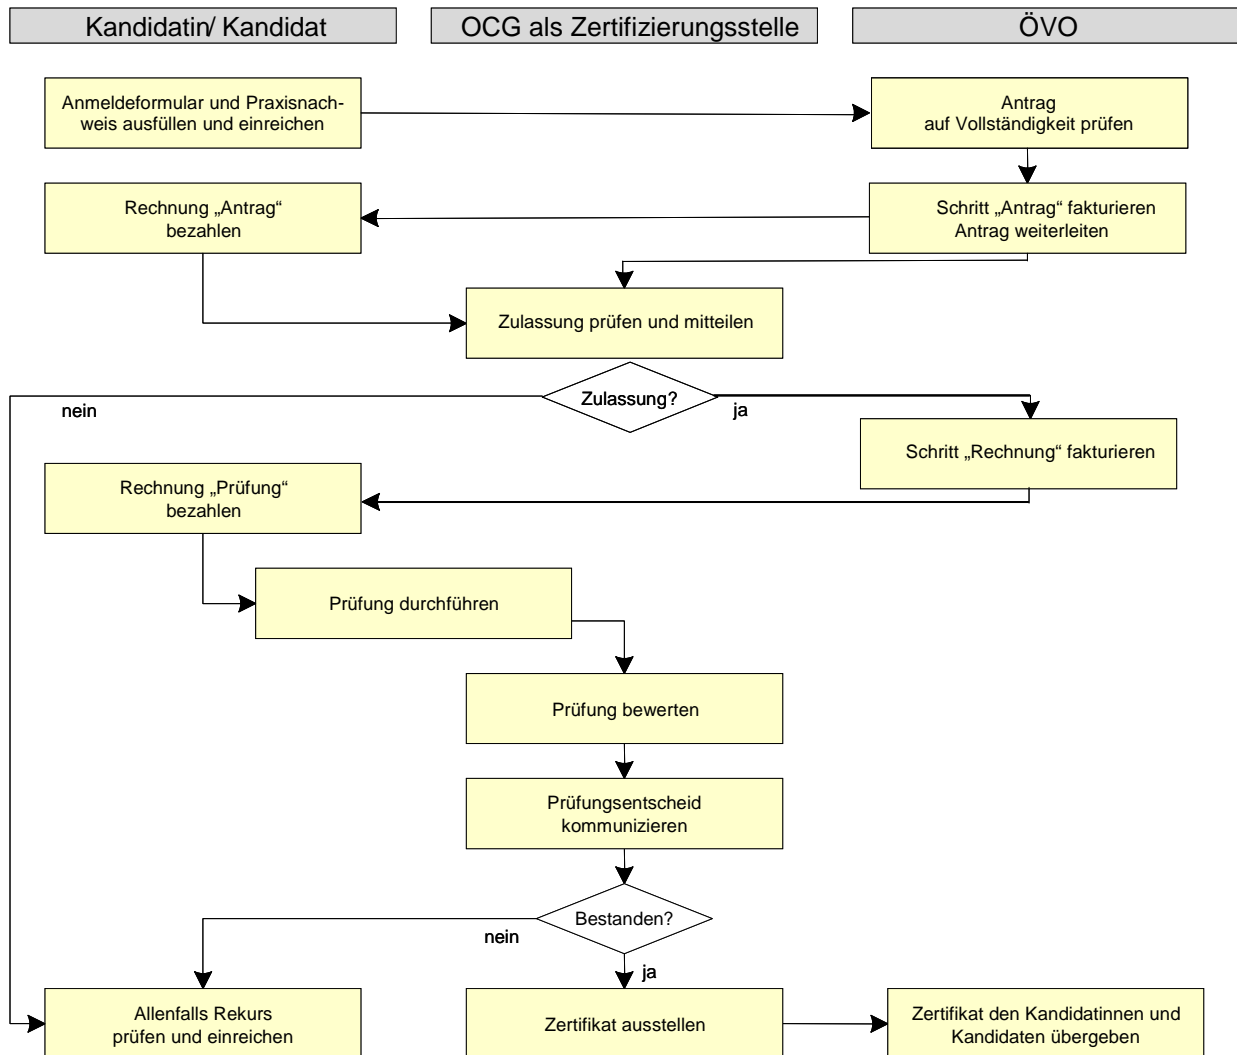 Kandidatin/ Kandidat
OCG als Zertifizierungsstelle
ÖVO
Anmeldeformular und Praxisnach-
weis ausfüllen und einreichen
Antrag
auf Vollständigkeit prüfen
Rechnung „Antrag“
bezahlen
Schritt „Antrag“ fakturieren
Antrag weiterleiten
Zulassung prüfen und mitteilen
Zulassung?
nein
ja
Schritt „Rechnung“ fakturieren
Rechnung „Prüfung“
bezahlen
Prüfung durchführen
Prüfung bewerten
Prüfungsentscheid
kommunizieren
Bestanden?
nein
ja
Allenfalls Rekurs
prüfen und einreichen
Zertifikat ausstellen
Zertifikat den Kandidatinnen und
Kandidaten übergeben